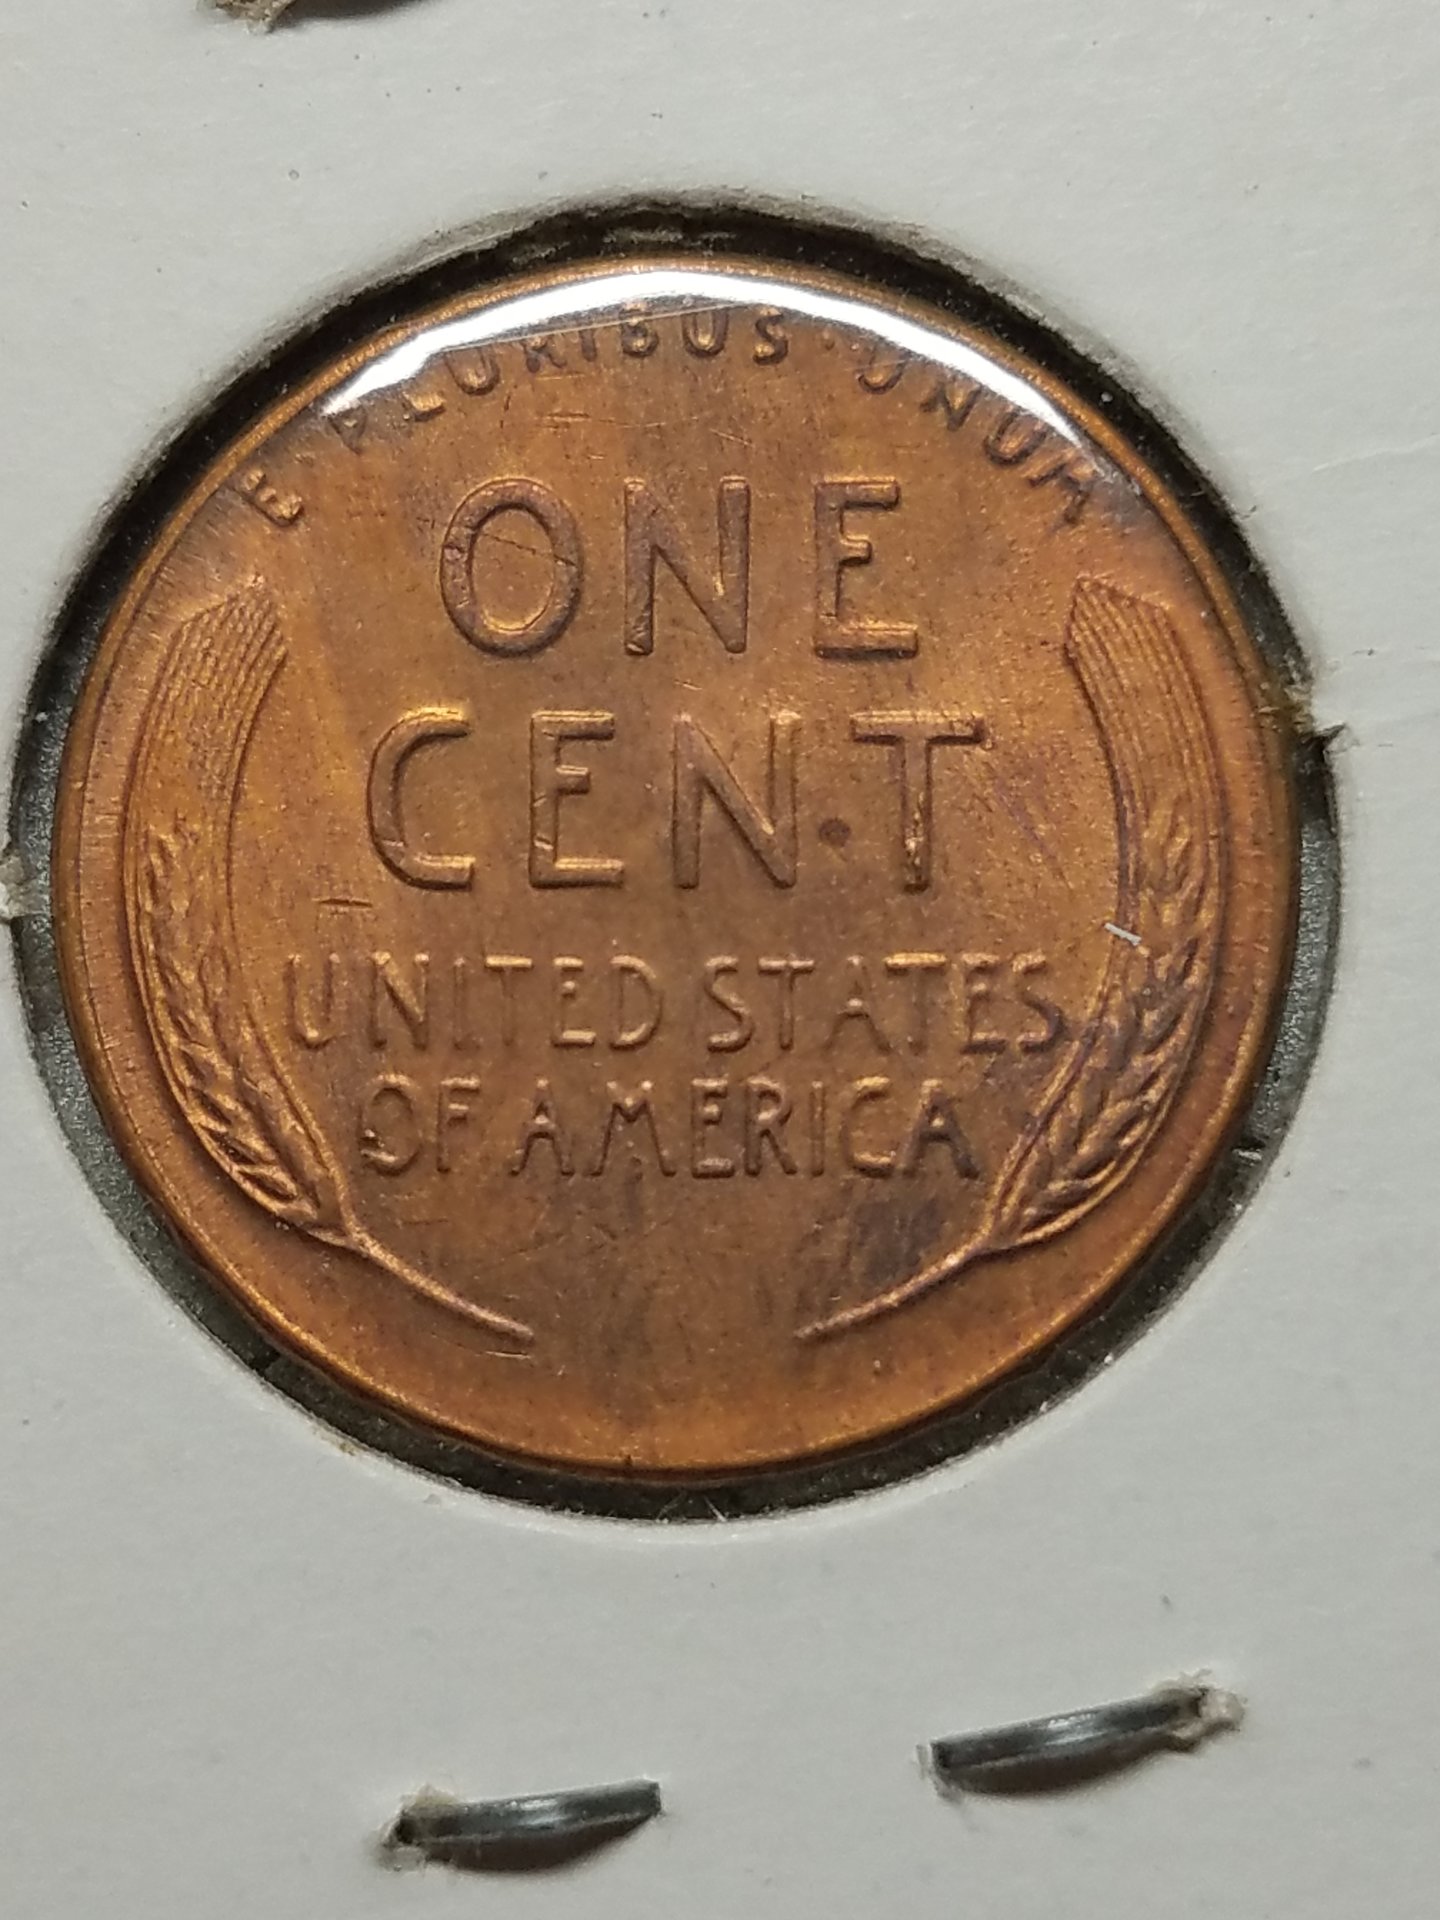 E · PLURIBUS · UNUM
ONE
CENT
UNITED STATES
OF AMERICA